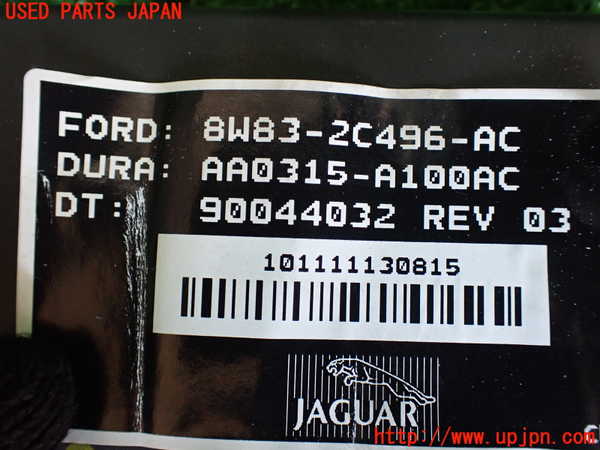 USED PARTS JAPAN
FORD: 8W83-2C496-AC
DURA: AA0315-A100AC
DT: 90044032 REV 03
101111130815
JAGUAR
http://www.upjpn.com